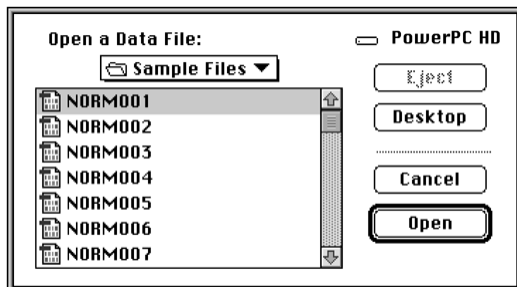 Open a Data File:
PowerPC HD
Sample Files
Eject
NORM001
Desktop
NORM002
NORM003
NORM004
Cancel
NORM005
NORM006
Open
NORM007